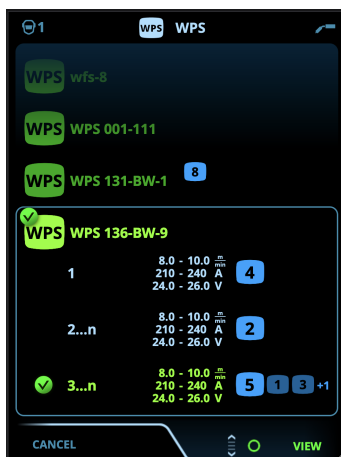 1 WPS WPS
WPS wfs-8
WPS WPS 001-111
WPS WPS 131-BW-1 8
WPS WPS 136-BW-9
1 8.0 - 10.0 m/min 4
210 - 240 A
24.0 - 26.0 V
2...n 8.0 - 10.0 m/min 2
210 - 240 A
24.0 - 26.0 V
3...n 8.0 - 10.0 m/min 5 1 3 +1
210 - 240 A
24.0 - 26.0 V
CANCEL VIEW